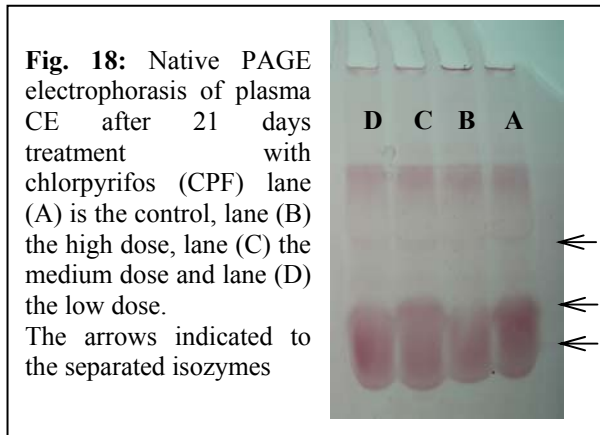 Fig. 18: Native PAGE
electrophorasis of plasma
CE after 21 days
treatment with
chlorpyrifos (CPF) lane
(A) is the control, lane (B)
the high dose, lane (C) the
medium dose and lane (D)
the low dose.
The arrows indicated to
the separated isozymes
D C B A